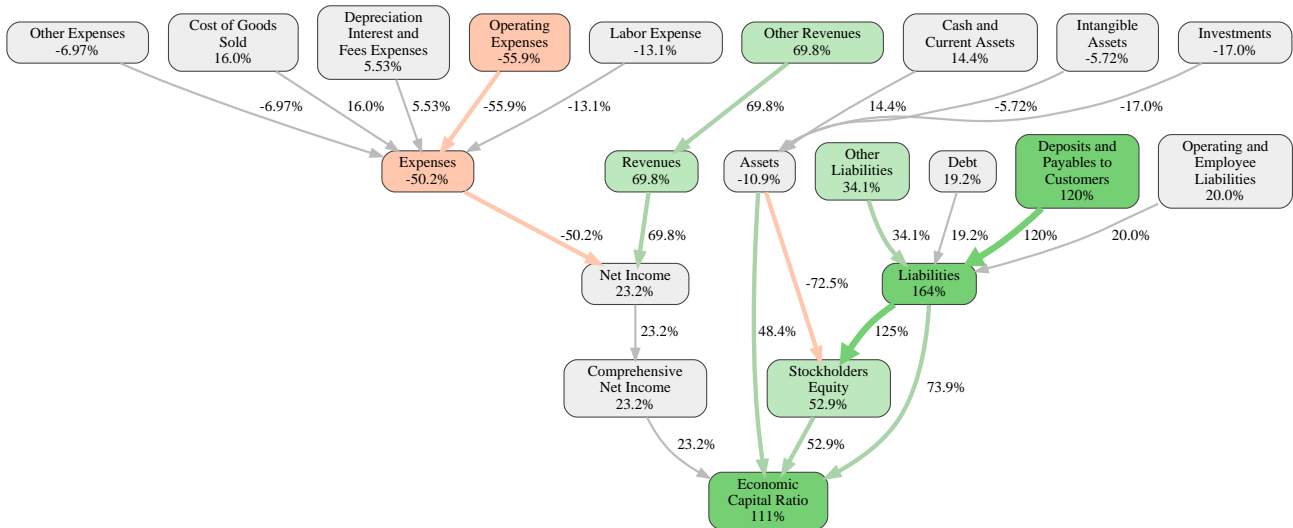 Other Expenses
-6.97%
Cost of Goods
Sold
16.0%
Depreciation
Interest and
Fees Expenses
5.53%
Operating
Expenses
-55.9%
Labor Expense
-13.1%
Other Revenues
69.8%
Cash and
Current Assets
14.4%
Intangible
Assets
-5.72%
Investments
-17.0%
-6.97%
16.0%
5.53%
-55.9%
-13.1%
69.8%
14.4%
-5.72%
-17.0%
Expenses
-50.2%
Revenues
69.8%
Assets
-10.9%
Other
Liabilities
34.1%
Debt
19.2%
Deposits and
Payables to
Customers
120%
Operating and
Employee
Liabilities
20.0%
-50.2%
69.8%
34.1%
19.2%
120%
20.0%
Net Income
23.2%
-72.5%
Liabilities
164%
23.2%
48.4%
125%
Comprehensive
Net Income
23.2%
Stockholders
Equity
52.9%
73.9%
23.2%
52.9%
Economic
Capital Ratio
111%